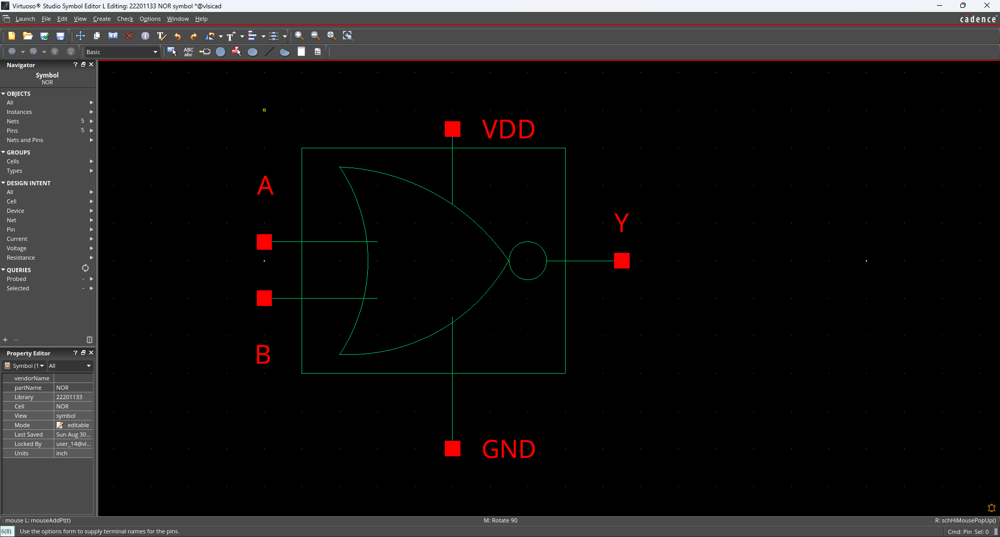 Virtuoso® Studio Symbol Editor L Editing: 22201133 NOR symbol *@vlsicad
Launch File Edit View Create Check Options Window Help
cādence®
Basic
ABC
abc
Navigator
Symbol
NOR
OBJECTS
All
Instances
Nets 5
Pins 5
Nets and Pins
GROUPS
Cells
Types
DESIGN INTENT
All
Cell
Device
Net
Pin
Current
Voltage
Resistance
QUERIES
Probed -
Selected -
Property Editor
Symbol (1 All
vendorName
partName NOR
Library 22201133
Cell NOR
View symbol
Mode editable
Last Saved Sun Aug 30...
Locked By user_14@vl...
Units inch
VDD
A
Y
B
GND
mouse L: mouseAddPt(t) M: Rotate 90 R: schHiMousePopUp()
6(8) Use the options form to supply terminal names for the pins. Cmd: Pin Sel: 0